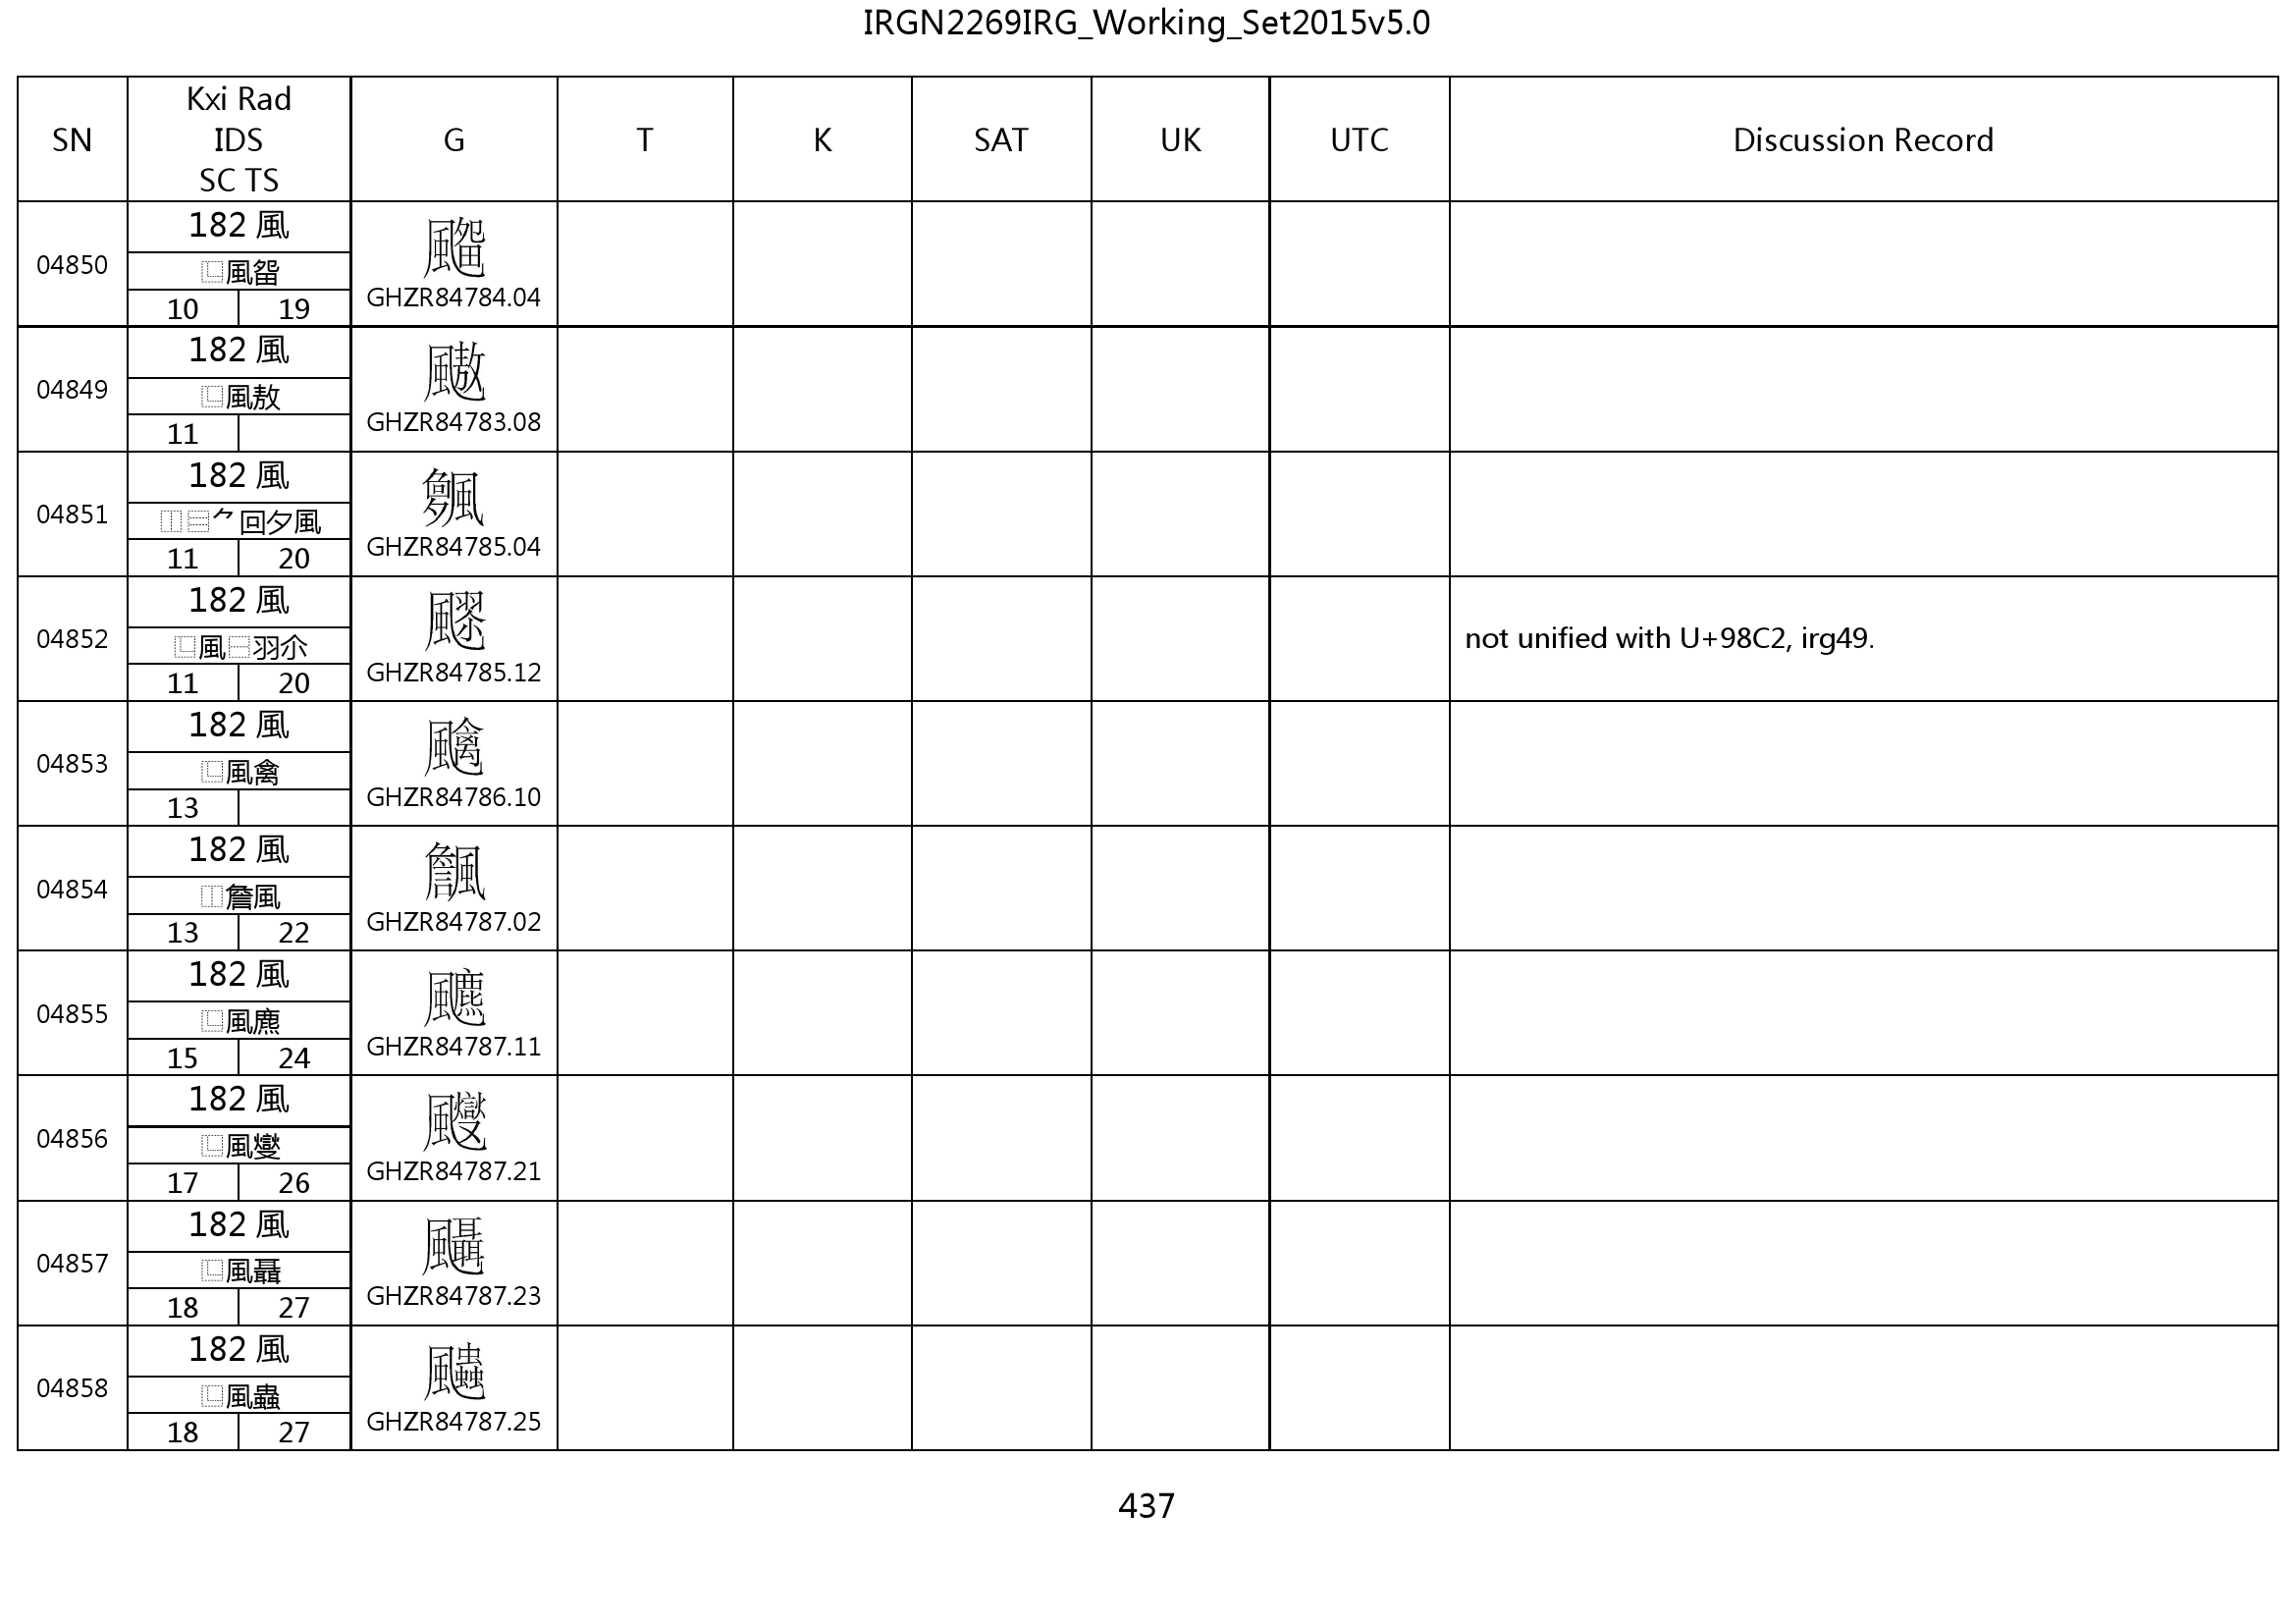 IRGN2269IRG_Working_Set2015v5.0
SN
Kxi Rad
IDS
SC TS
G
T
K
SAT
UK
UTC
Discussion Record
04850
182 風
⿺風畱
10 19
GHZR84784.04
04849
182 風
⿺風敖
11
GHZR84783.08
04851
182 風
⿰⿳⺈回夕風
11 20
GHZR84785.04
04852
182 風
⿺風⿱羽尒
11 20
GHZR84785.12
not unified with U+98C2, irg49.
04853
182 風
⿺風禽
13
GHZR84786.10
04854
182 風
⿰詹風
13 22
GHZR84787.02
04855
182 風
⿺風麃
15 24
GHZR84787.11
04856
182 風
⿺風燮
17 26
GHZR84787.21
04857
182 風
⿺風聶
18 27
GHZR84787.23
04858
182 風
⿺風蟲
18 27
GHZR84787.25
437